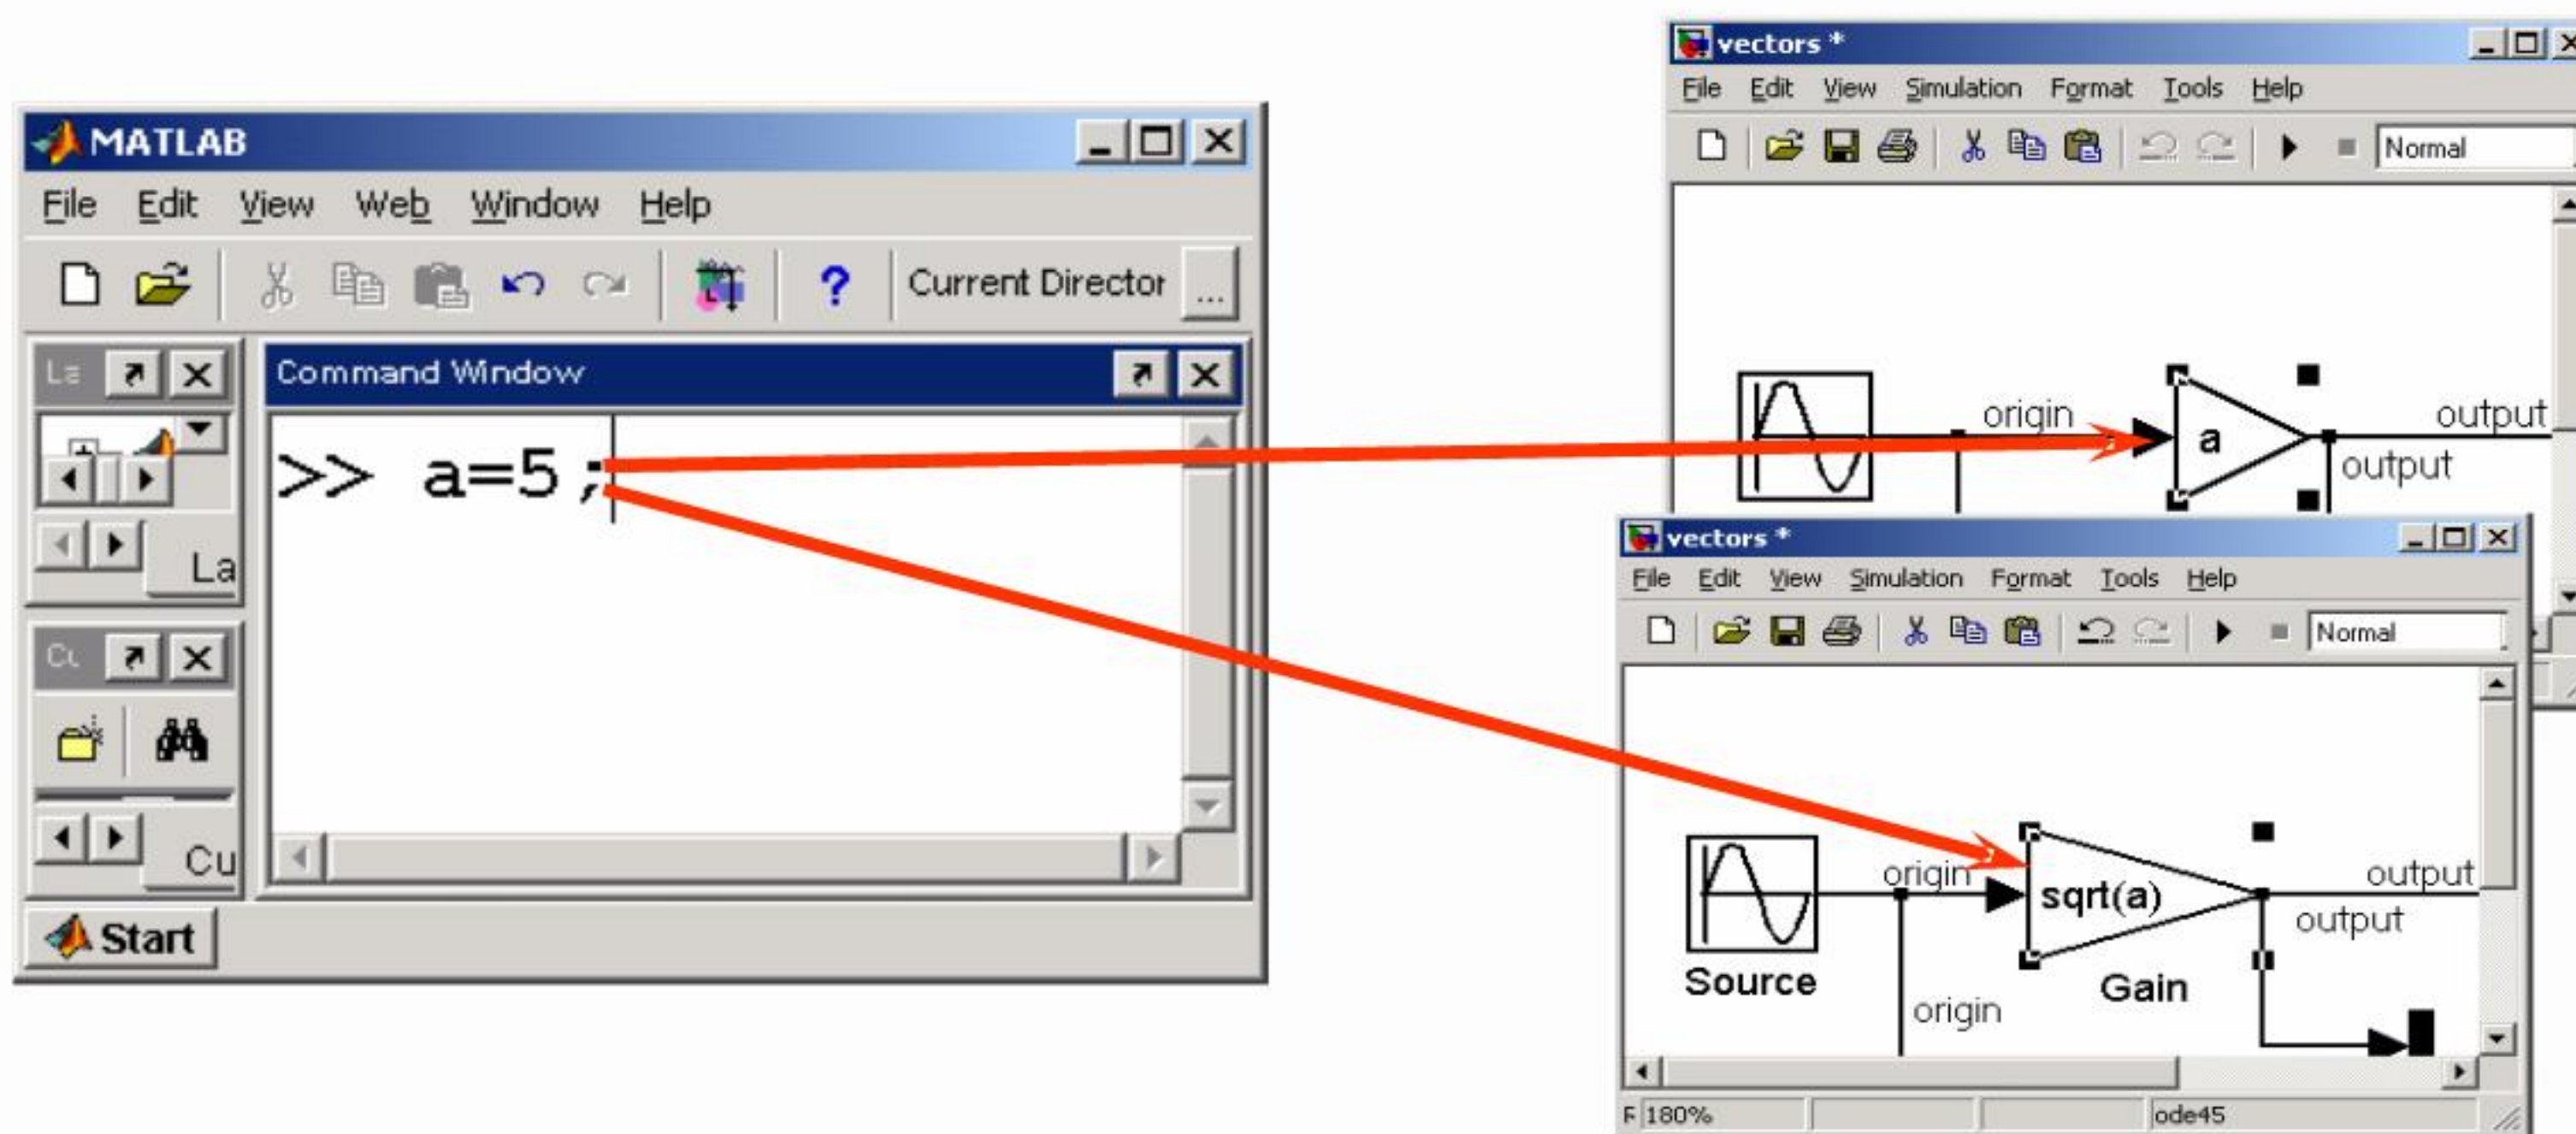 MATLAB
File Edit View Web Window Help
? Current Director ...
La
Command Window
>> a=5 ;
La
Cu
Cu
Start
vectors *
File Edit View Simulation Format Tools Help
Normal
origin
a
output
output
vectors *
File Edit View Simulation Format Tools Help
Normal
origin
sqrt(a)
output
output
Source
Gain
origin
F 180%
ode45